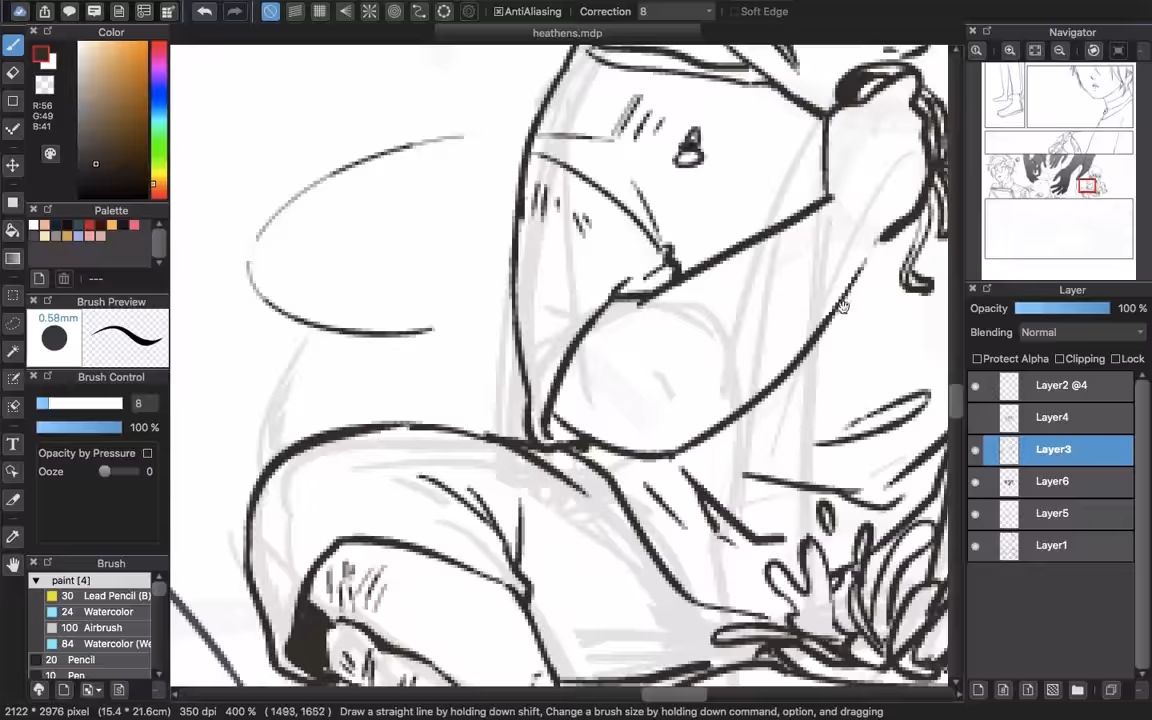 AntiAliasing Correction 8 Soft Edge
heathens.mdp
Color
R:56
G:49
B:41
Palette
---
Brush Preview
0.58mm
Brush Control
8
100 %
Opacity by Pressure
Ooze 0
Brush
paint [4]
30 Lead Pencil (B)
24 Watercolor
100 Airbrush
84 Watercolor (We
20 Pencil
10 Pen
Navigator
Layer
Opacity 100 %
Blending Normal
Protect Alpha Clipping Lock
Layer2 @4
Layer4
Layer3
Layer6
Layer5
Layer1
2122 * 2976 pixel (15.4 * 21.6cm) 350 dpi 400 % ( 1493, 1652 ) Draw a straight line by holding down shift, Change a brush size by holding down command, option, and dragging